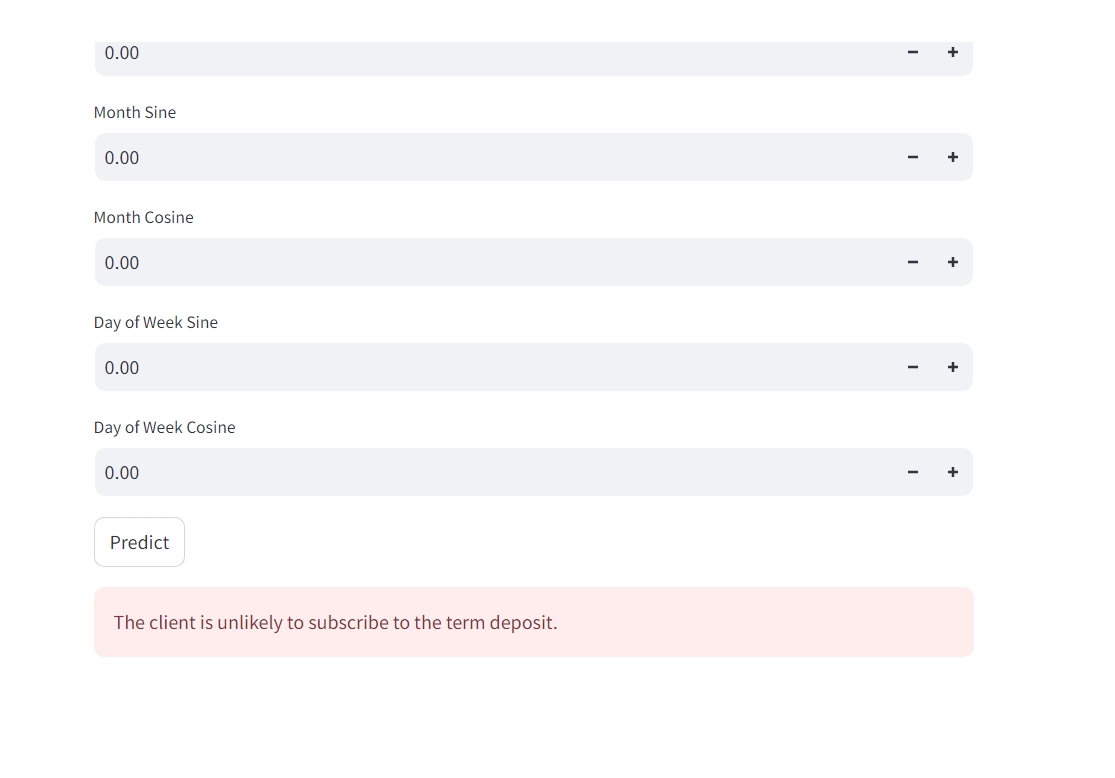 0.00
Month Sine
0.00
Month Cosine
0.00
Day of Week Sine
0.00
Day of Week Cosine
0.00
Predict
The client is unlikely to subscribe to the term deposit.